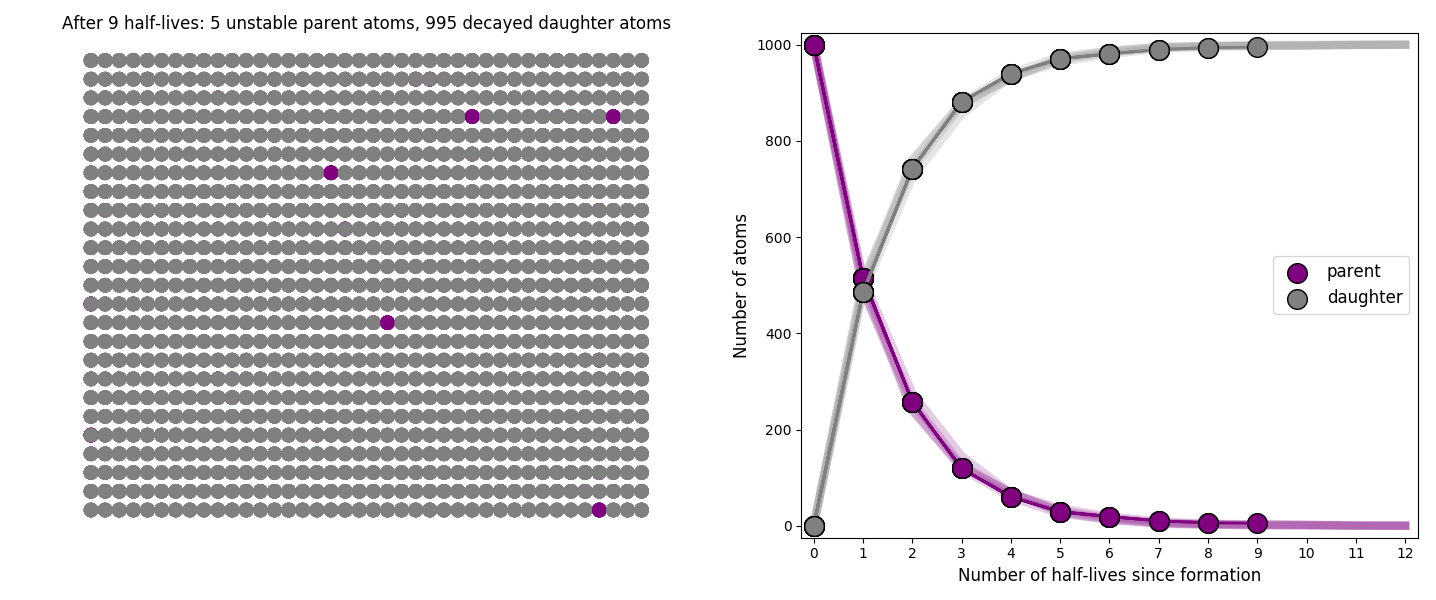 After 9 half-lives: 5 unstable parent atoms, 995 decayed daughter atoms
1000
800
600
400
200
0
Number of atoms
parent
daughter
0 1 2 3 4 5 6 7 8 9 10 11 12
Number of half-lives since formation